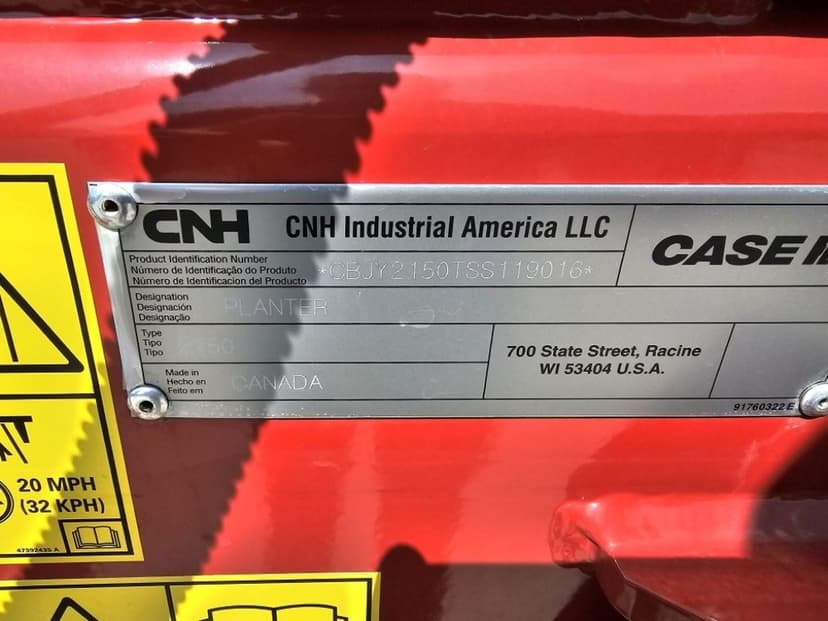 CNH CNH Industrial America LLC
CASE I
Product Identification Number
Número de Identificação do Produto
Número de Identificacion del Producto
*CBJY2150TSS119016*
Designation
Designación
Designação
PLANTER
Type
Tipo
Tipo
Made in
Hecho en
Feito em
CANADA
700 State Street, Racine
WI 53404 U.S.A.
91760322 E
20 MPH
(32 KPH)
47392435 A